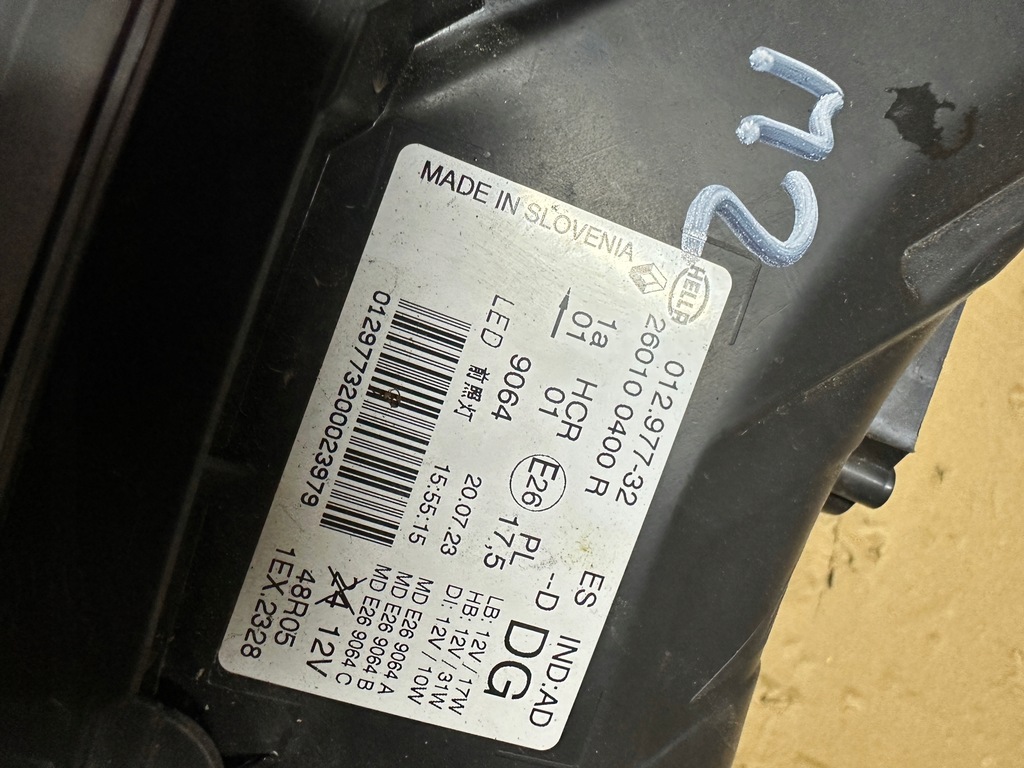 M2
MADE IN SLOVENIA
HELLA
012.977-32
26010 0400 R
ES
IND:AD
1a HCR PL
01 01 E26 17,5 --D DG
9064
LED 前照灯
20.07.23
15:55:15
LB: 12V / 17W
HB: 12V / 31W
DI: 12V / 10W
MD E26 9064 A
MD E26 9064 B
MD E26 9064 C
012977320023979
12V
48R05
1EX.2328